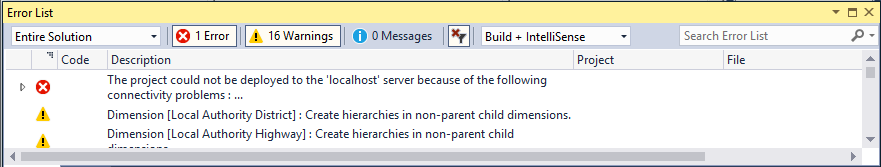 Error List
Entire Solution
1 Error
16 Warnings
0 Messages
Build + IntelliSense
Search Error List
Code
Description
Project
File
The project could not be deployed to the 'localhost' server because of the following
connectivity problems : ...
Dimension [Local Authority District] : Create hierarchies in non-parent child dimensions.
Dimension [Local Authority Highway] : Create hierarchies in non-parent child
dimensions